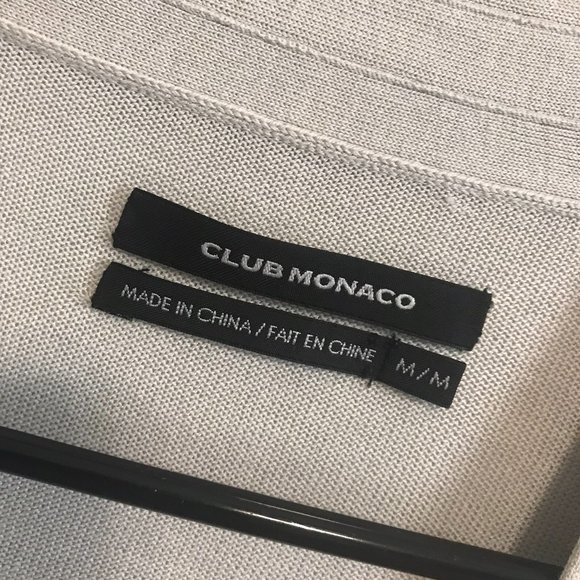 CLUB MONACO
MADE IN CHINA / FAIT EN CHINE
M/M